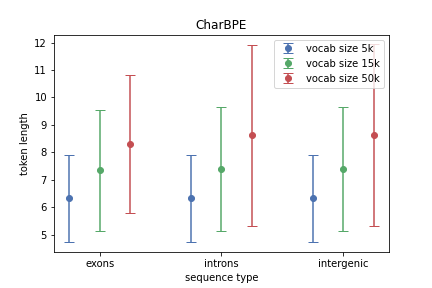 CharBPE
12
11
10
9
8
7
6
5
token length
vocab size 5k
vocab size 15k
vocab size 50k
exons
introns
intergenic
sequence type